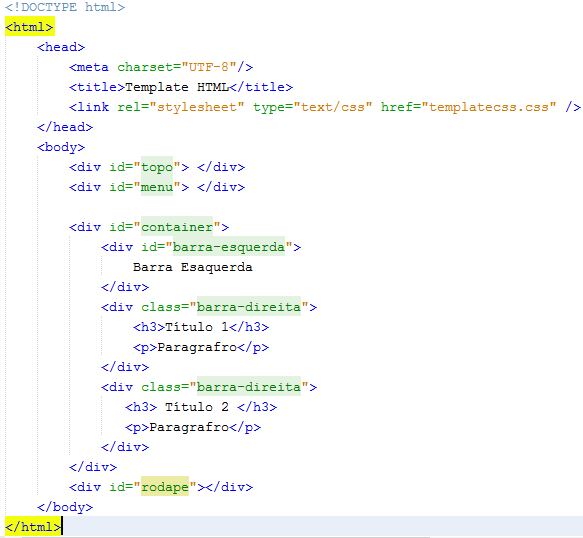 <!DOCTYPE html>
<html>
    <head>
        <meta charset="UTF-8"/>
        <title>Template HTML</title>
        <link rel="stylesheet" type="text/css" href="templatecss.css" />
    </head>
    <body>
        <div id="topo"> </div>
        <div id="menu"> </div>

        <div id="container">
            <div id="barra-esquerda">
                Barra Esaquerda
            </div>
            <div class="barra-direita">
                <h3>Título 1</h3>
                <p>Paragrafro</p>
            </div>
            <div class="barra-direita">
               <h3> Título 2 </h3>
               <p>Paragrafro</p>
            </div>
        </div>
        <div id="rodape"></div>
    </body>
</html>